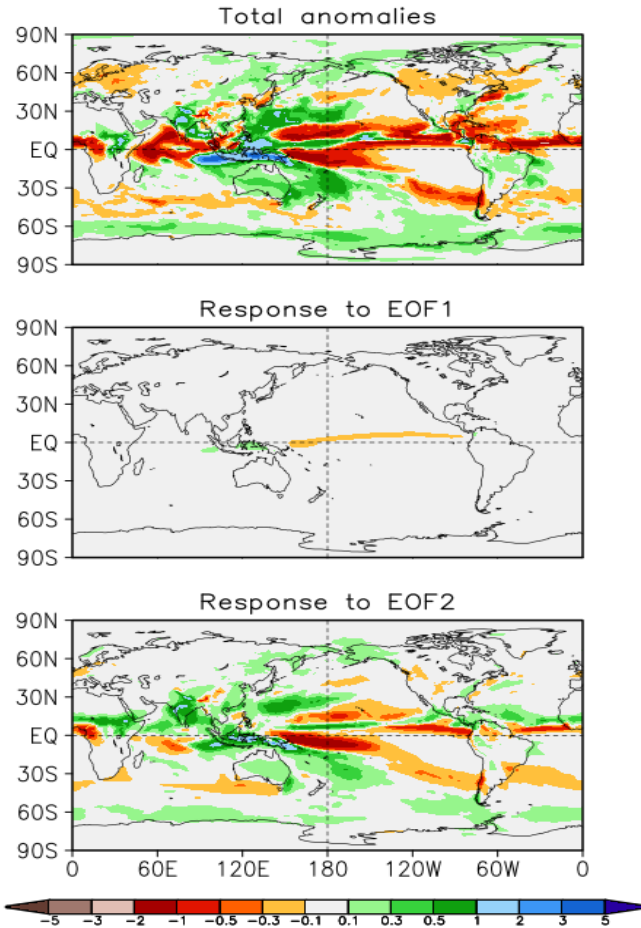 Total anomalies
90N
60N
30N
EQ
30S
60S
90S
Response to EOF1
90N
60N
30N
EQ
30S
60S
90S
Response to EOF2
90N
60N
30N
EQ
30S
60S
90S
0 60E 120E 180 120W 60W 0
-5 -3 -2 -1 -0.5 -0.3 -0.1 0.1 0.3 0.5 1 2 3 5